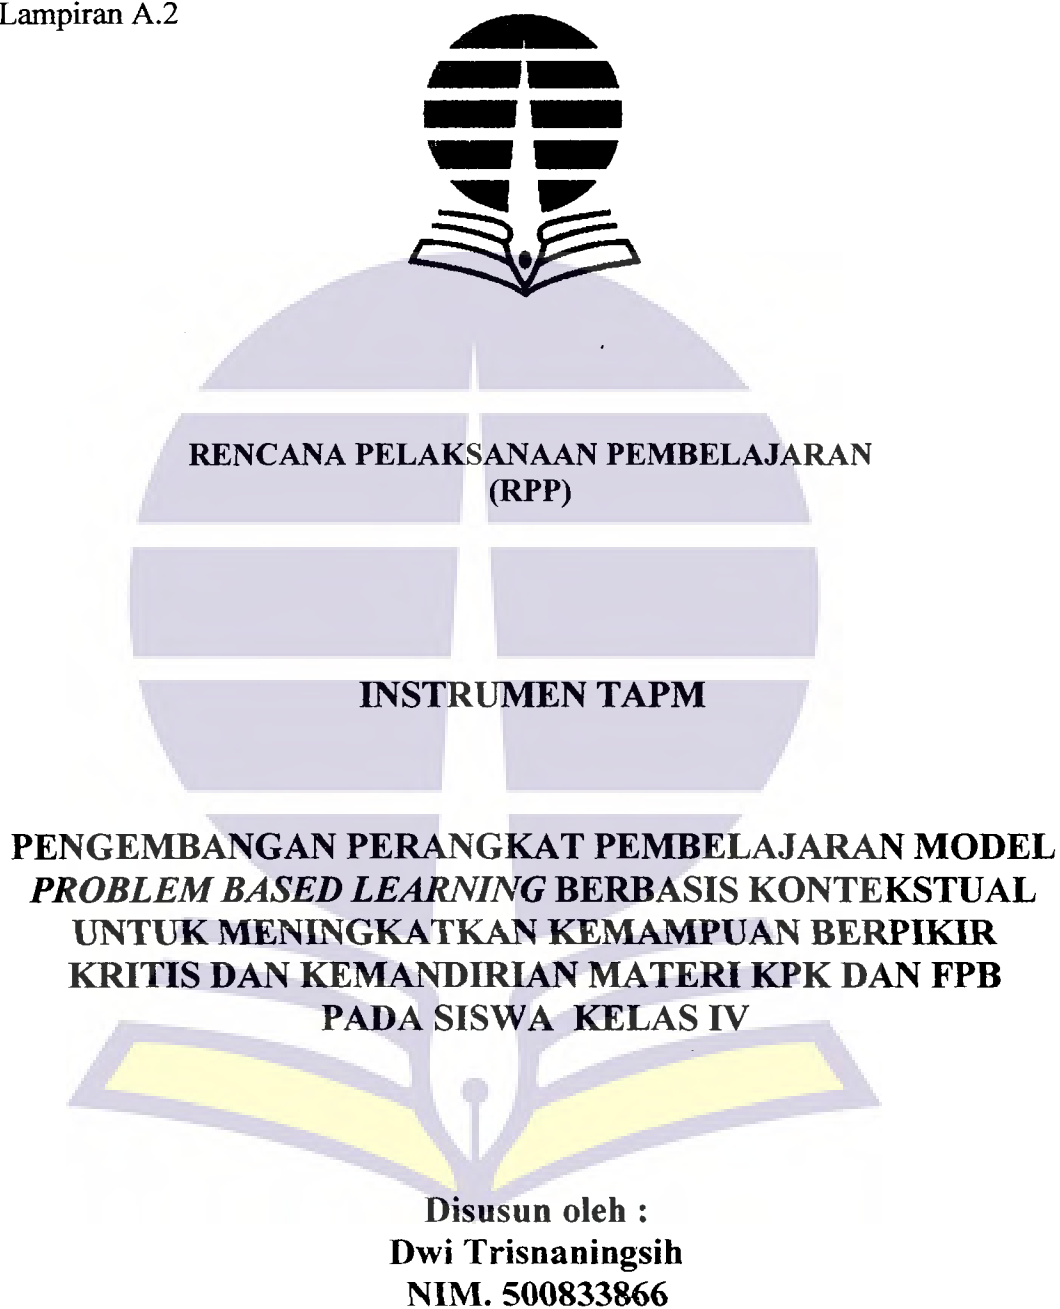 Lampiran A.2
RENCANA PELAKSANAAN PEMBELAJARAN
(RPP)
INSTRUMEN TAPM
PENGEMBANGAN PERANGKAT PEMBELAJARAN MODEL
PROBLEM BASED LEARNING BERBASIS KONTEKSTUAL
UNTUK MENINGKATKAN KEMAMPUAN BERPIKIR
KRITIS DAN KEMANDIRIAN MATERI KPK DAN FPB
PADA SISWA KELAS IV
Disusun oleh :
Dwi Trisnaningsih
NIM. 500833866